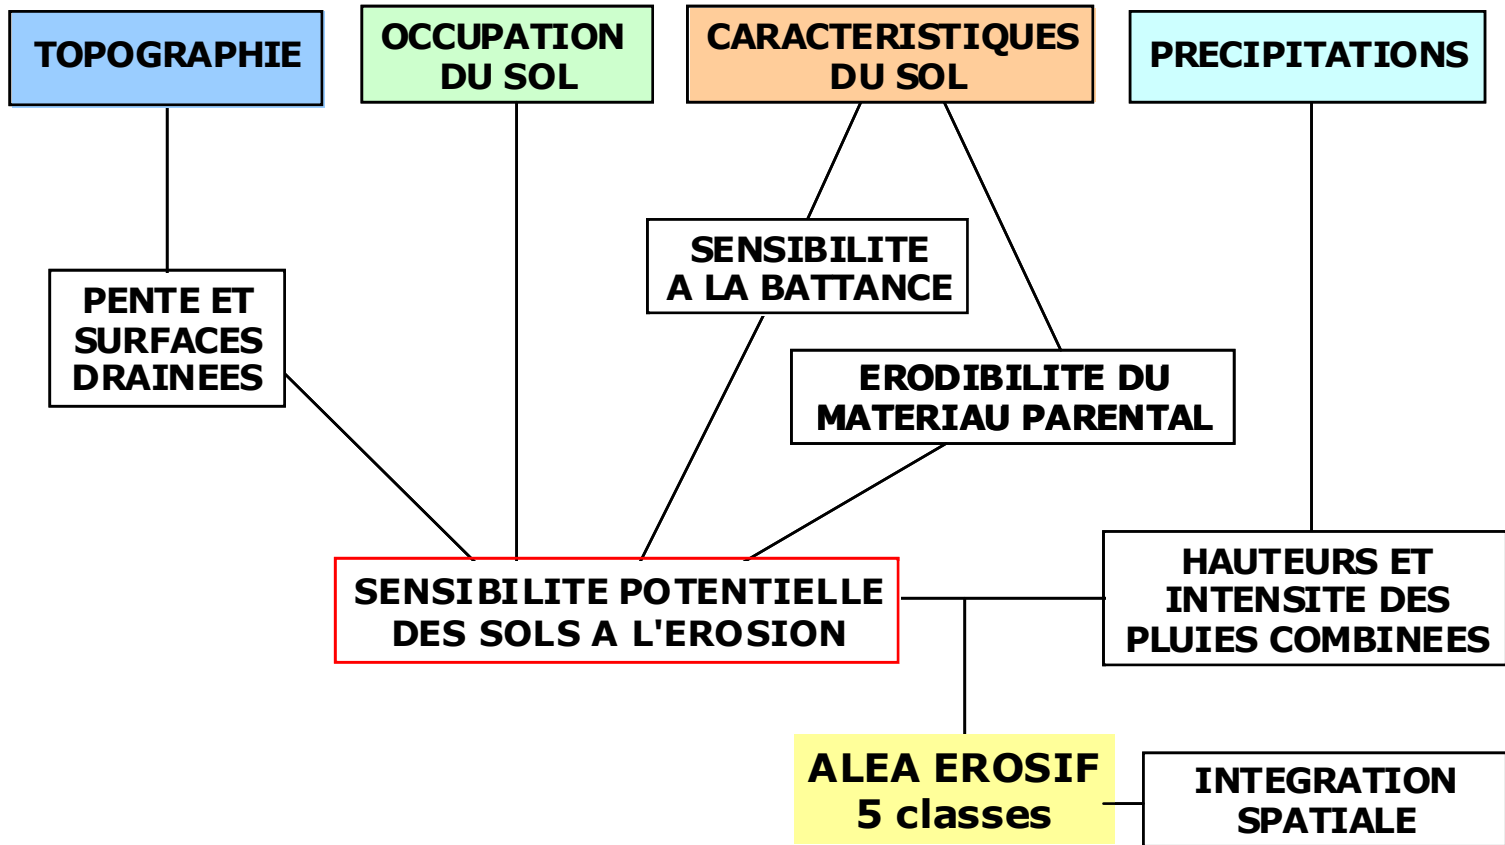 TOPOGRAPHIE
OCCUPATION
DU SOL
CARACTERISTIQUES
DU SOL
PRECIPITATIONS
SENSIBILITE
A LA BATTANCE
PENTE ET
SURFACES
DRAINEES
ERODIBILITE DU
MATERIAU PARENTAL
SENSIBILITE POTENTIELLE
DES SOLS A L'EROSION
HAUTEURS ET
INTENSITE DES
PLUIES COMBINEES
ALEA EROSIF
5 classes
INTEGRATION
SPATIALE